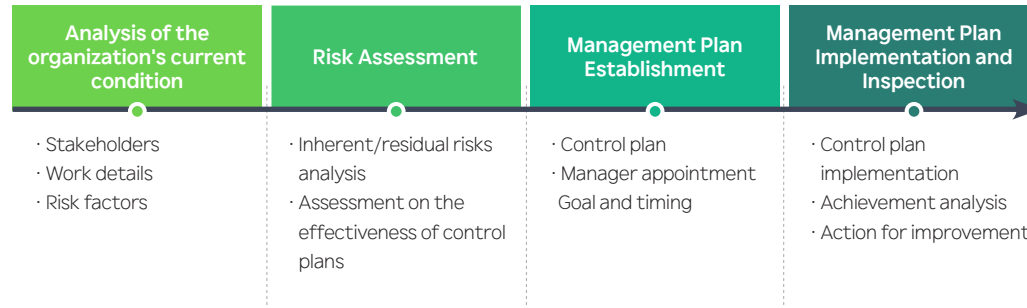 Analysis of the
organization's current
condition
· Stakeholders
· Work details
· Risk factors
Risk Assessment
· Inherent/residual risks
analysis
· Assessment on the
effectiveness of control
plans
Management Plan
Establishment
· Control plan
· Manager appointment
Goal and timing
Management Plan
Implementation and
Inspection
· Control plan
implementation
· Achievement analysis
· Action for improvement